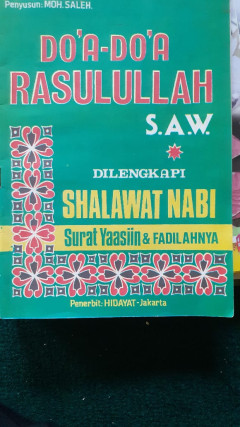 Penyusun: MOH. SALEH.
DO'A-DO'A
RASULULLAH
S.A.W.
DILENGKAPI
SHALAWAT NABI
Surat Yaasiin & FADILAHNYA
Penerbit: HIDAYAT-Jakarta